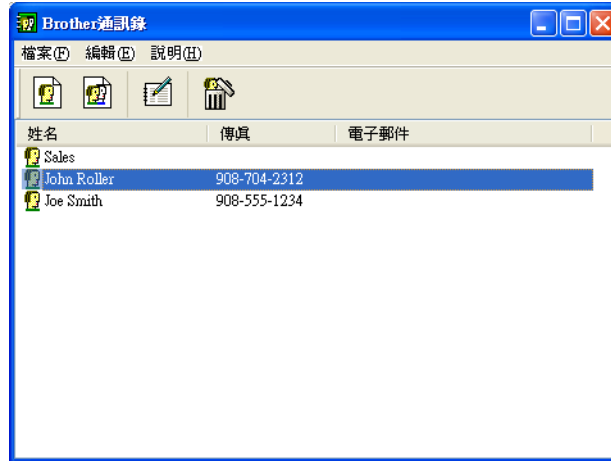 Brother通訊錄
檔案(F) 編輯(E) 說明(H)
姓名 傳真 電子郵件
Sales
John Roller 908-704-2312
Joe Smith 908-555-1234